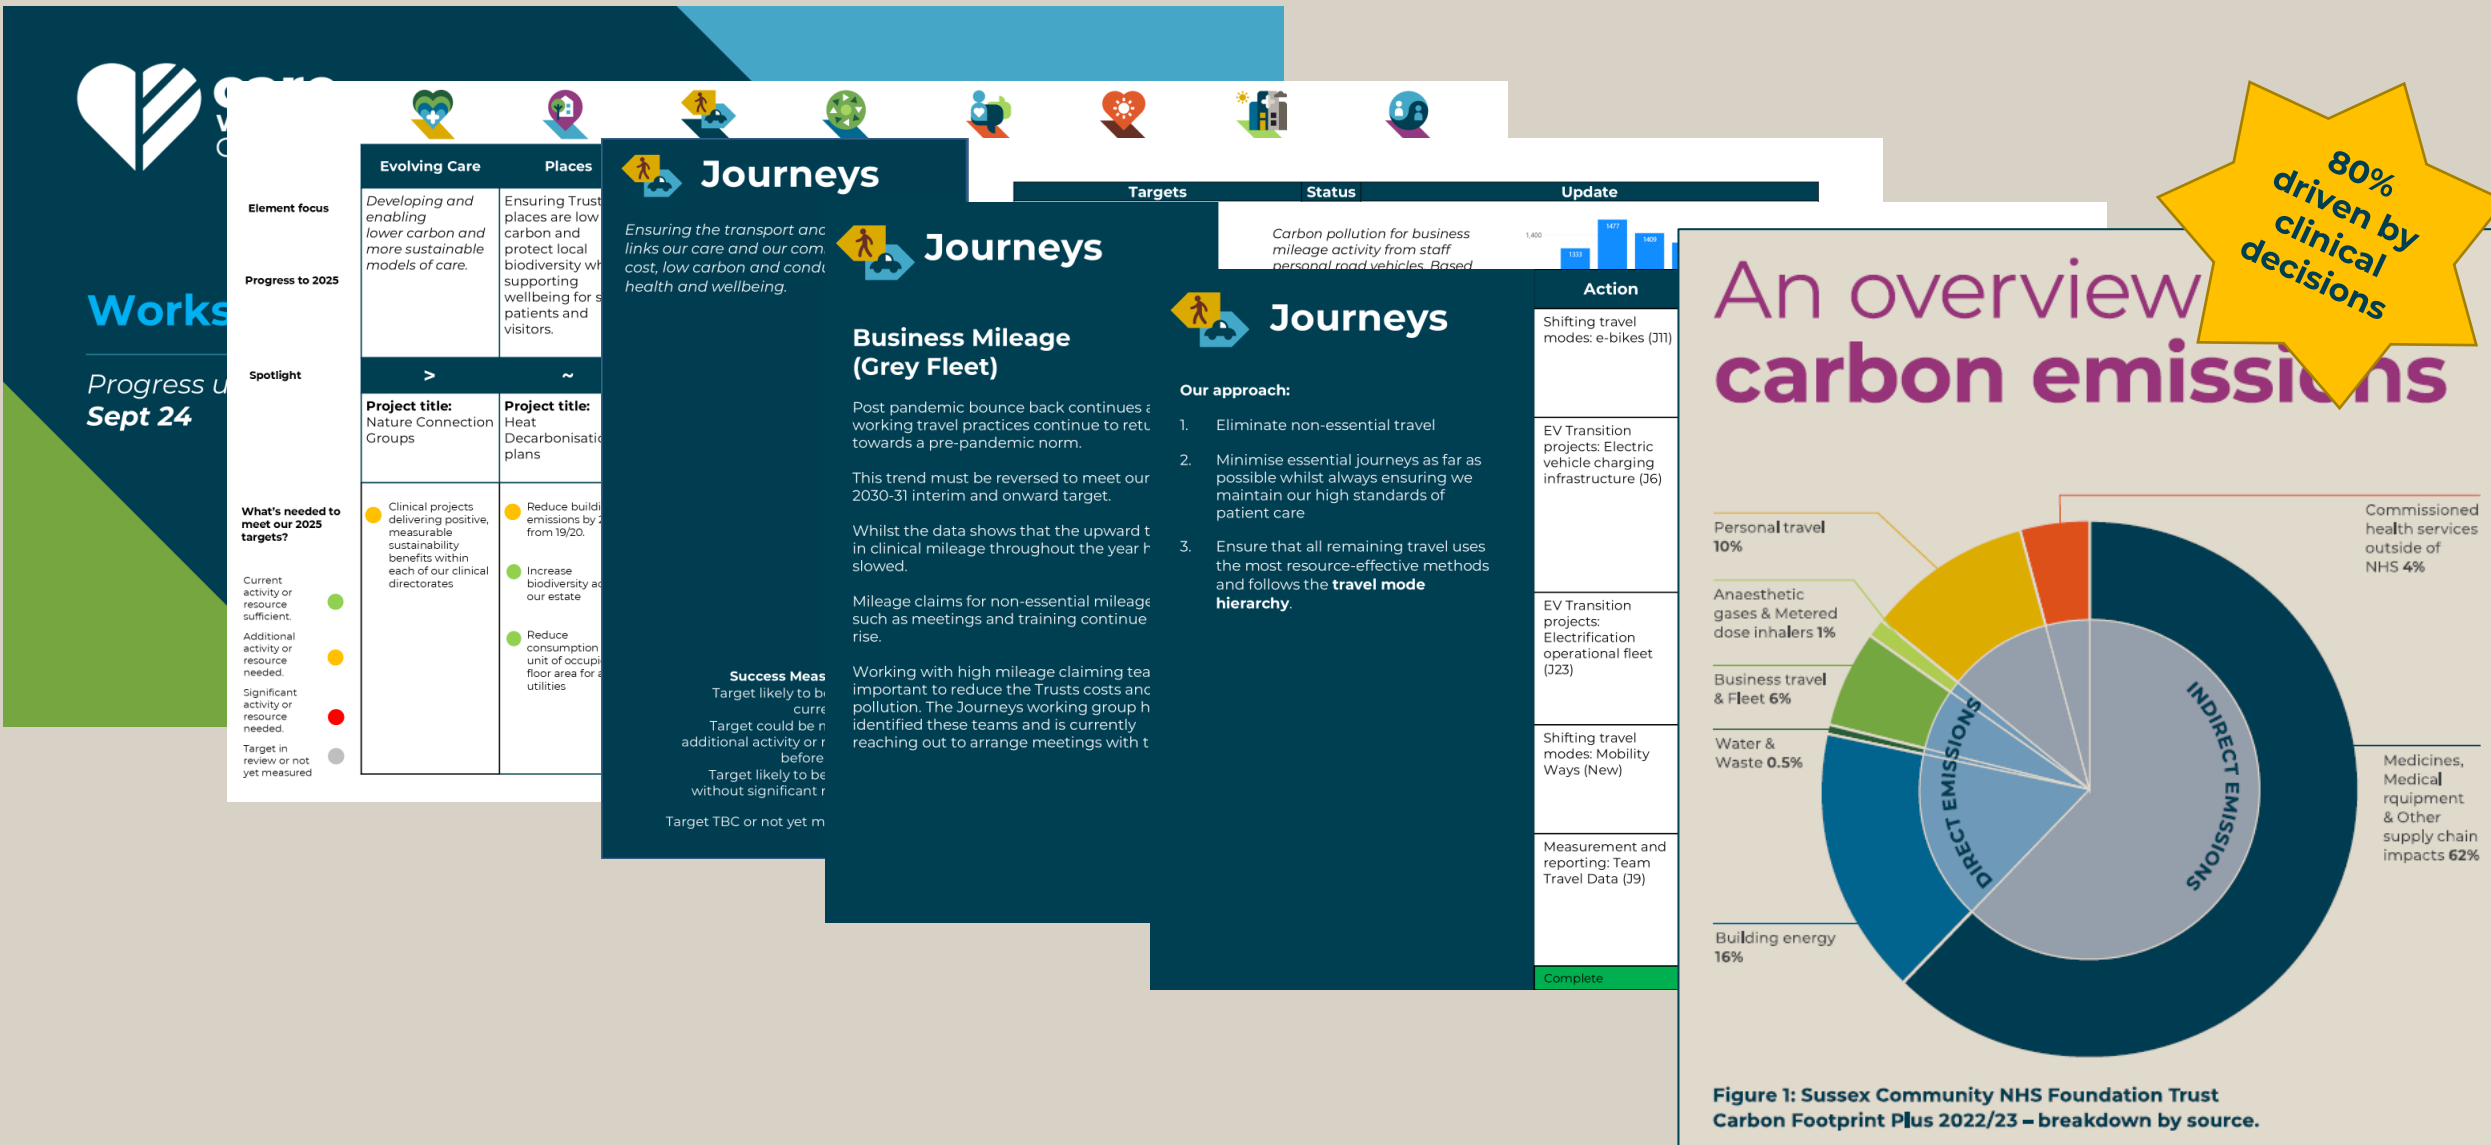 Works
Progress u
Sept 24
Element focus
Progress to 2025
Spotlight
What's needed to
meet our 2025
targets?
Current
activity or
resource
sufficient.
Additional
activity or
resource
needed.
Significant
activity or
resource
needed.
Target in
review or not
yet measured
Evolving Care
Developing and
enabling
lower carbon and
more sustainable
models of care.
>
Project title:
Nature Connection
Groups
Clinical projects
delivering positive,
measurable
sustainability
benefits within
each of our clinical
directorates
Places
Ensuring Trust
places are low
carbon and
protect local
biodiversity wh
supporting
wellbeing for s
patients and
visitors.
~
Project title:
Heat
Decarbonisatic
plans
Reduce buildi
emissions by
from 19/20.
Increase
biodiversity ac
our estate
Reduce
consumption
unit of occupi
floor area for a
utilities
Journeys
Ensuring the transport and
links our care and our com
cost, low carbon and condu
health and wellbeing.
Success Meas
Target likely to be
curre
Target could be n
additional activity or r
before
Target likely to be
without significant r
Target TBC or not yet m
Targets Status Update
Journeys
Business Mileage
(Grey Fleet)
Post pandemic bounce back continues a
working travel practices continue to retu
towards a pre-pandemic norm.
This trend must be reversed to meet our
2030-31 interim and onward target.
Whilst the data shows that the upward t
in clinical mileage throughout the year h
slowed.
Mileage claims for non-essential mileage
such as meetings and training continue
rise.
Working with high mileage claiming tea
important to reduce the Trusts costs and
pollution. The Journeys working group h
identified these teams and is currently
reaching out to arrange meetings with t
Carbon pollution for business
mileage activity from staff
personal road vehicles. Based
1,400
1333
1477
1409
Journeys
Our approach:
1. Eliminate non-essential travel
2. Minimise essential journeys as far as
possible whilst always ensuring we
maintain our high standards of
patient care
3. Ensure that all remaining travel uses
the most resource-effective methods
and follows the travel mode
hierarchy.
Action
Shifting travel
modes: e-bikes (J11)
EV Transition
projects: Electric
vehicle charging
infrastructure (J6)
EV Transition
projects:
Electrification
operational fleet
(J23)
Shifting travel
modes: Mobility
Ways (New)
Measurement and
reporting: Team
Travel Data (J9)
Complete
80%
driven by
clinical
decisions
An overview
carbon emissions
Personal travel
10%
Anaesthetic
gases & Metered
dose inhalers 1%
Business travel
& Fleet 6%
Water &
Waste 0.5%
Building energy
16%
Commissioned
health services
outside of
NHS 4%
Medicines,
Medical
rquipment
& Other
supply chain
impacts 62%
DIRECT EMISSIONS
INDIRECT EMISSIONS
Figure 1: Sussex Community NHS Foundation Trust
Carbon Footprint Plus 2022/23 – breakdown by source.